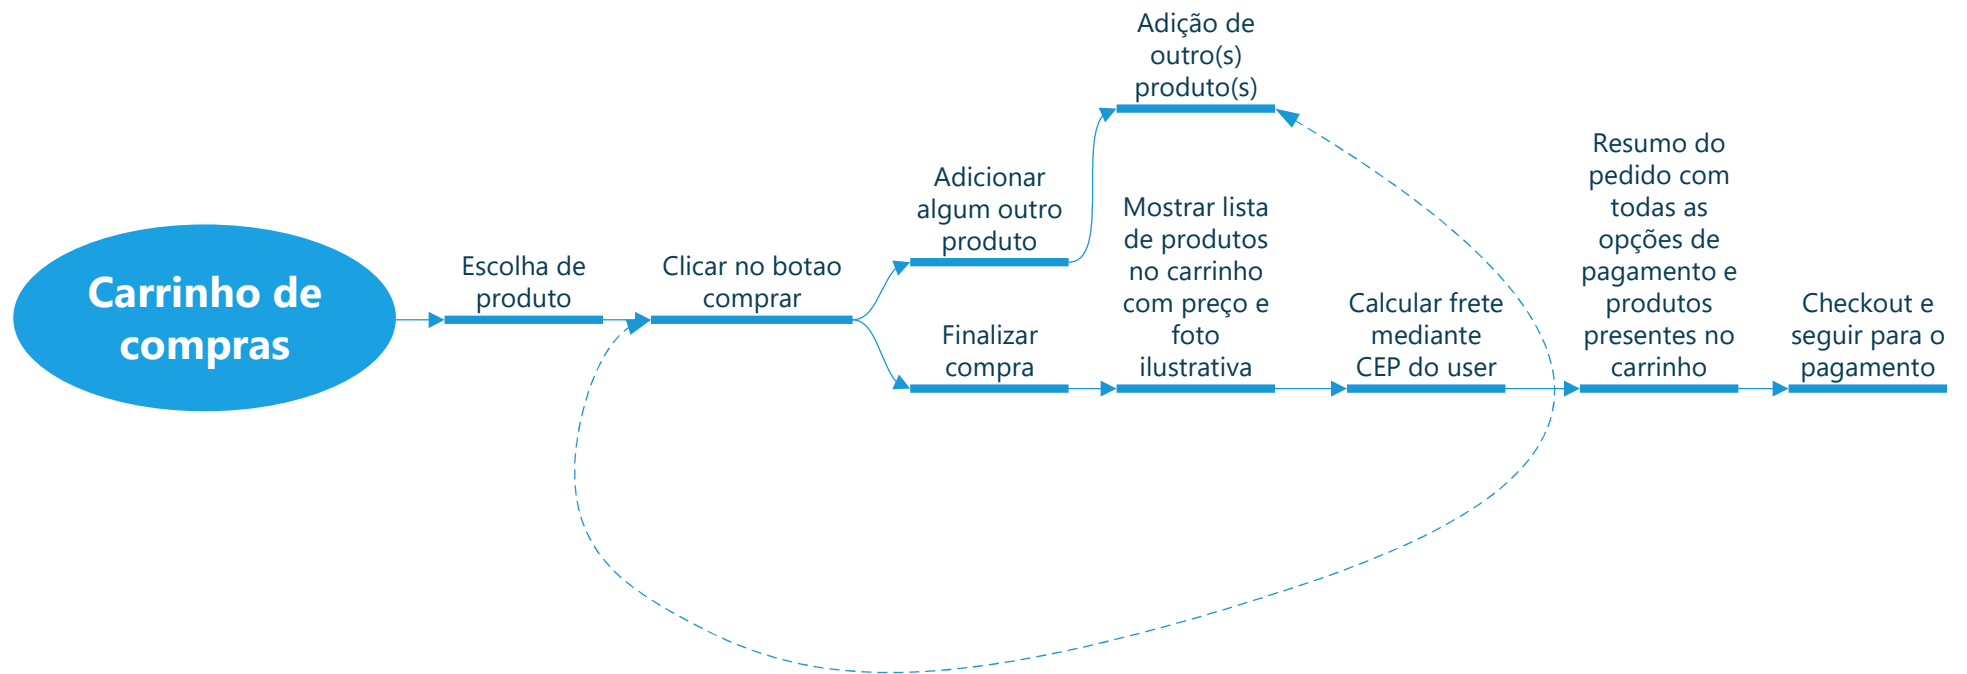 Carrinho de
compras
Escolha de
produto
Clicar no botao
comprar
Adicionar
algum outro
produto
Adição de
outro(s)
produto(s)
Finalizar
compra
Mostrar lista
de produtos
no carrinho
com preço e
foto
ilustrativa
Calcular frete
mediante
CEP do user
Resumo do
pedido com
todas as
opções de
pagamento e
produtos
presentes no
carrinho
Checkout e
seguir para o
pagamento